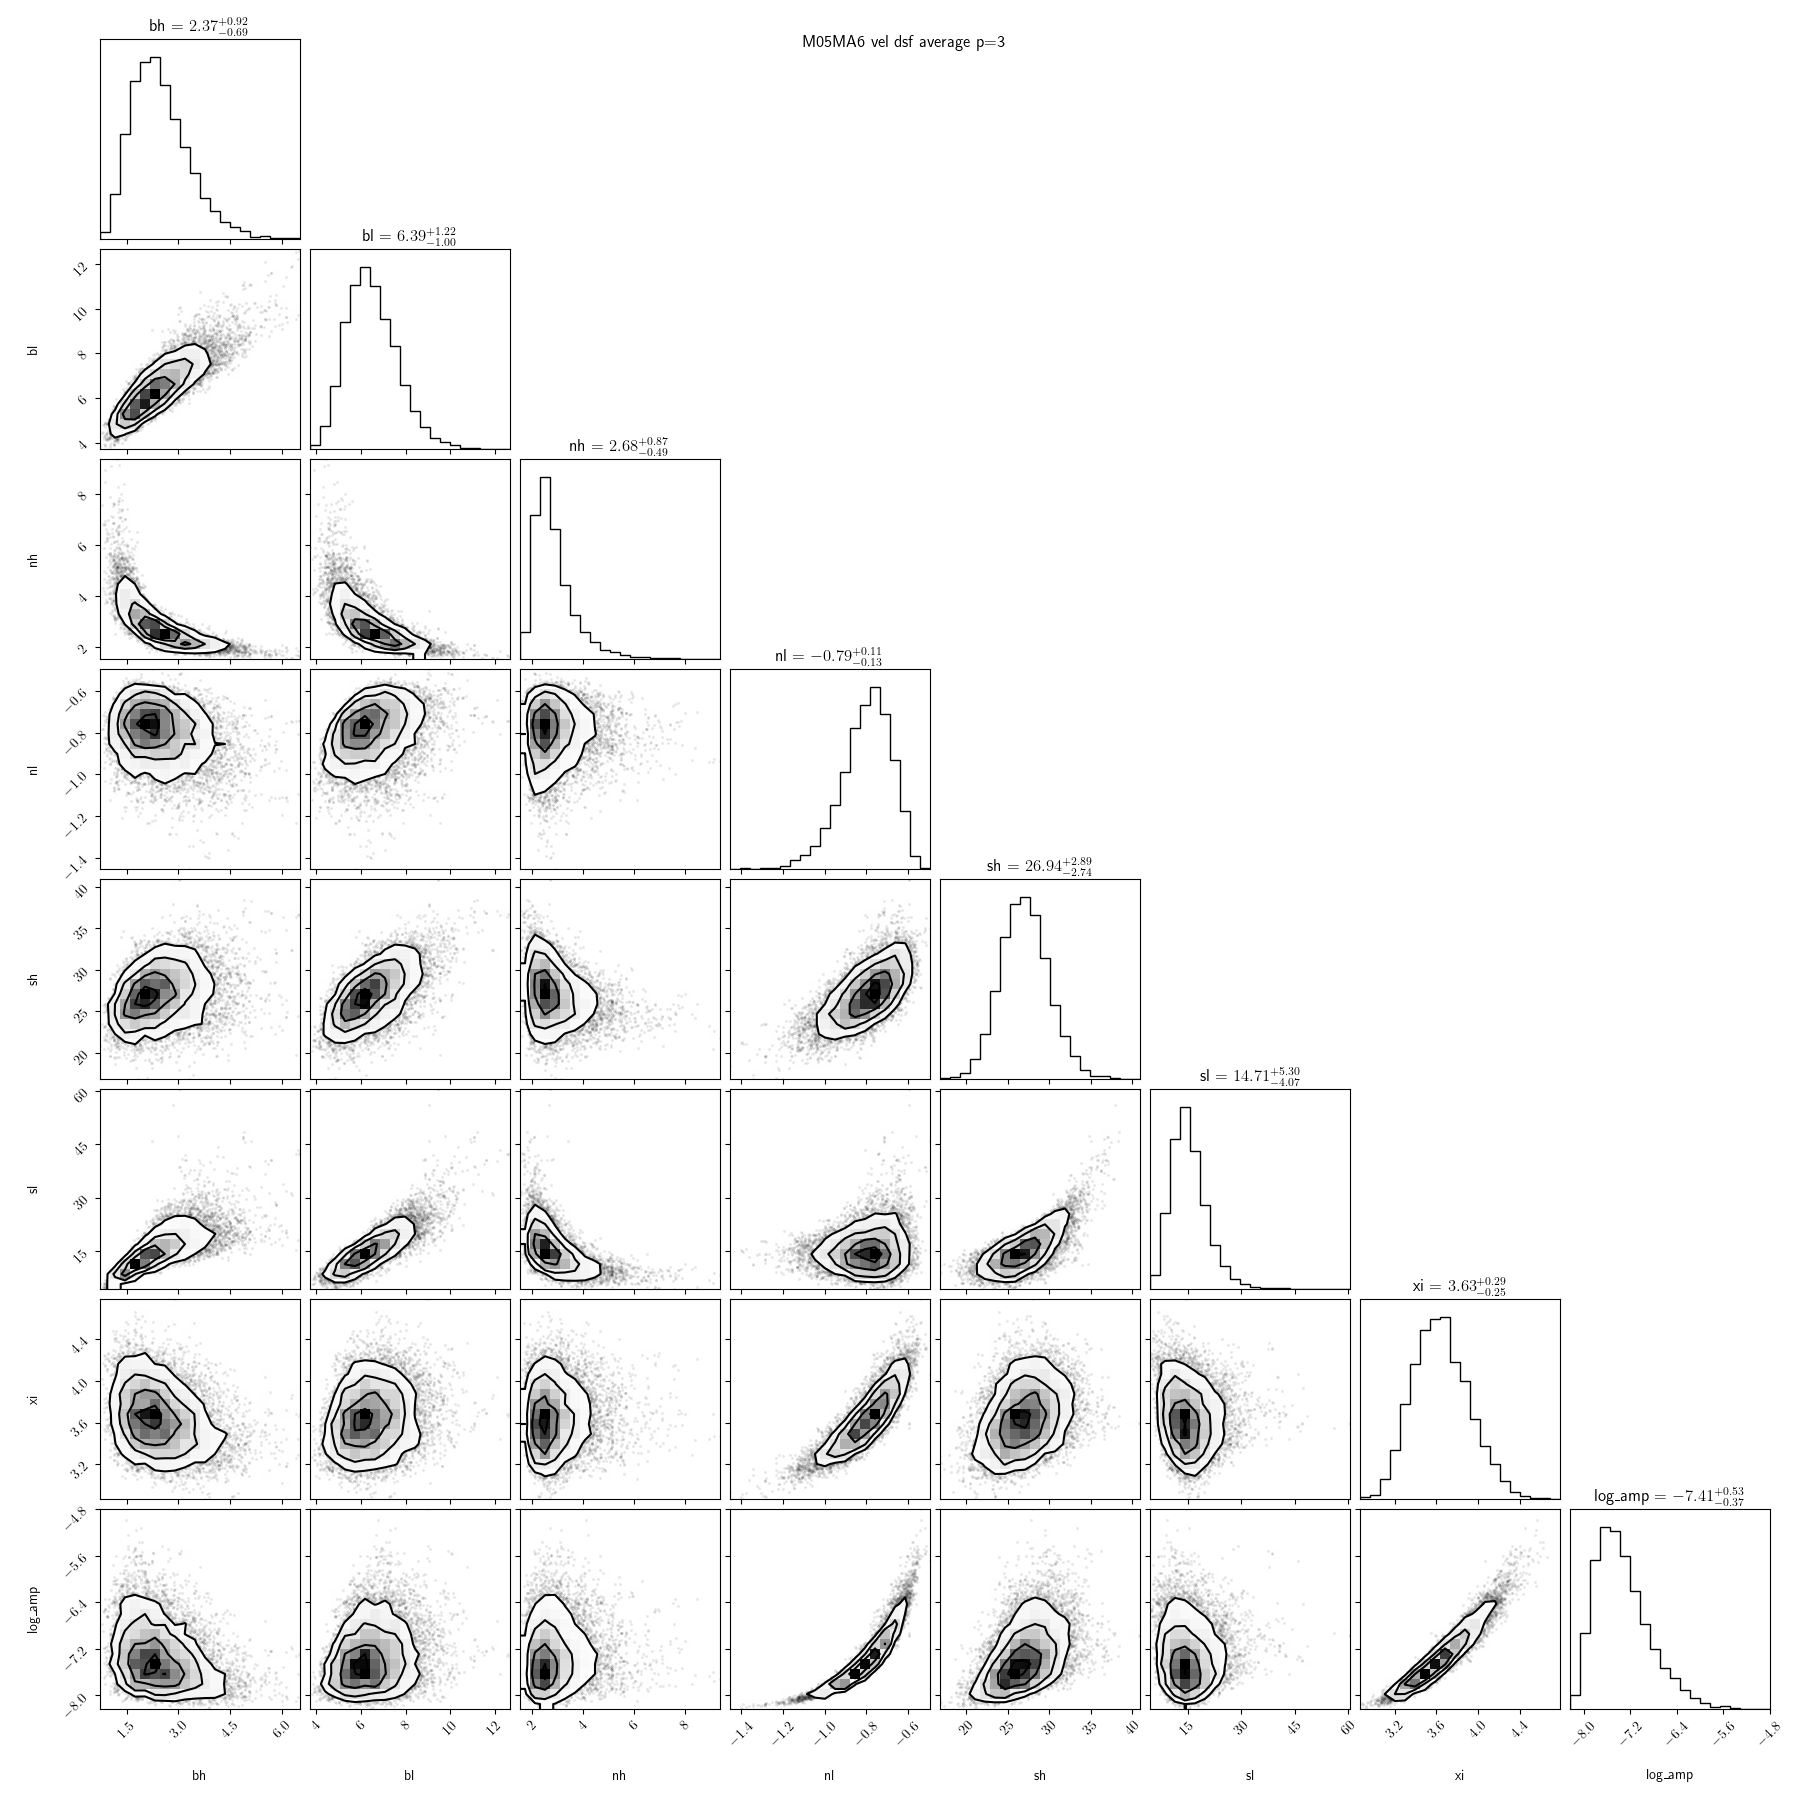 M05MA6 vel dsf average p=3
bh = 2.37+0.92−0.69
bl = 6.39+1.22−1.00
12
10
8
6
4
bl
nh = 2.68+0.87−0.49
8
6
4
2
nh
nl = −0.79+0.11−0.13
−0.6
−0.8
−1.0
−1.2
−1.4
nl
sh = 26.94+2.89−2.74
40
35
30
25
20
sh
sl = 14.71+5.30−4.07
60
45
30
15
sl
xi = 3.63+0.29−0.25
4.4
4.0
3.6
3.2
xi
log_amp = −7.41+0.53−0.37
−4.8
−5.6
−6.4
−7.2
−8.0
log_amp
1.5 3.0 4.5 6.0 4 6 8 10 12 2 4 6 8 −1.4 −1.2 −1.0 −0.8 −0.6 20 25 30 35 40 15 30 45 60 3.2 3.6 4.0 4.4 −8.0 −7.2 −6.4 −5.6 −4.8
bh bl nh nl sh sl xi log_amp